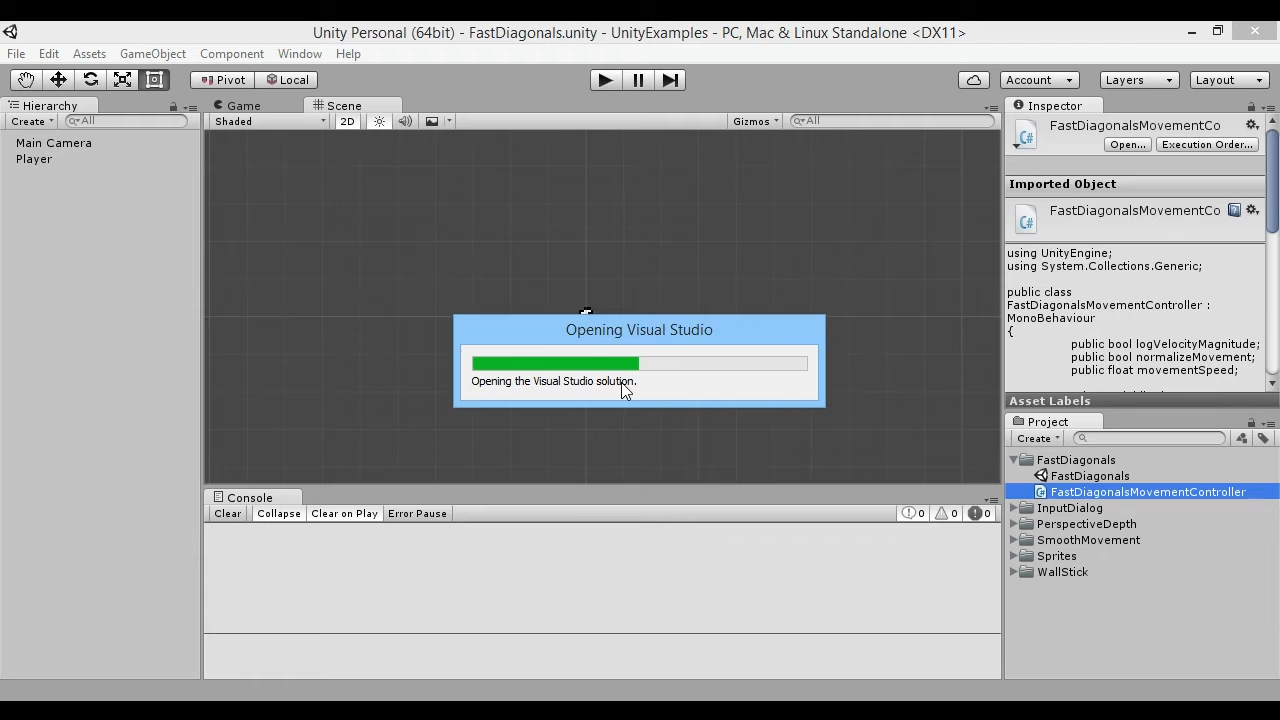 Unity Personal (64bit) - FastDiagonals.unity - UnityExamples - PC, Mac & Linux Standalone <DX11>
File Edit Assets GameObject Component Window Help
Pivot Local Account Layers Layout
Hierarchy Game Scene Inspector
Create All Shaded 2D Gizmos All
Main Camera
Player
FastDiagonalsMovementCo
Open... Execution Order...
Imported Object
FastDiagonalsMovementCo
using UnityEngine;
using System.Collections.Generic;
public class
FastDiagonalsMovementController :
MonoBehaviour
{
public bool logVelocityMagnitude;
public bool normalizeMovement;
public float movementSpeed;
Asset Labels
Opening Visual Studio
Opening the Visual Studio solution.
Project
Create
FastDiagonals
FastDiagonals
FastDiagonalsMovementController
InputDialog
PerspectiveDepth
SmoothMovement
Sprites
WallStick
Console
Clear Collapse Clear on Play Error Pause 0 0 0